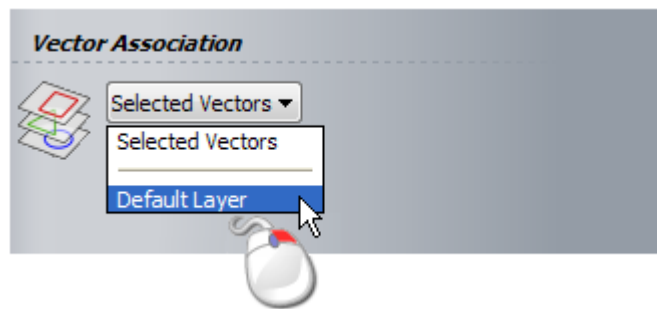 Vector Association
Selected Vectors
Selected Vectors
Default Layer